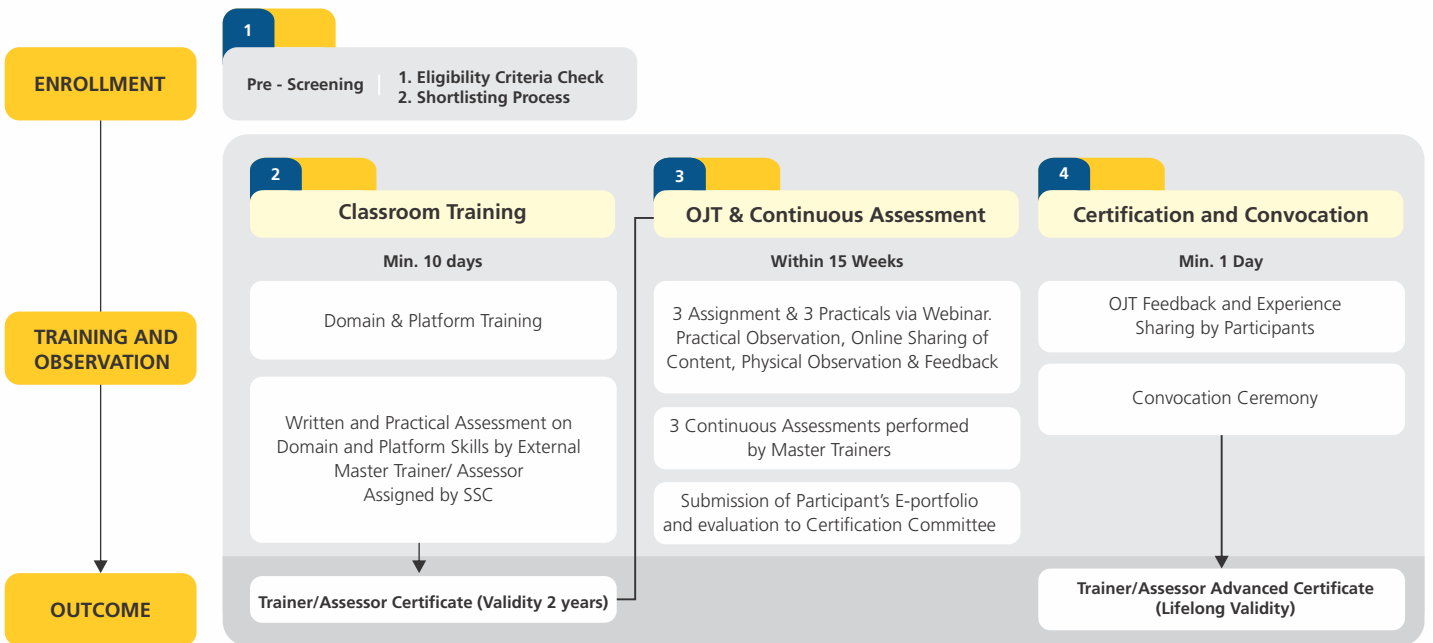 1
ENROLLMENT
Pre - Screening
1. Eligibility Criteria Check
2. Shortlisting Process
TRAINING AND
OBSERVATION
2
Classroom Training
Min. 10 days
Domain & Platform Training
Written and Practical Assessment on
Domain and Platform Skills by External
Master Trainer/ Assessor
Assigned by SSC
3
OJT & Continuous Assessment
Within 15 Weeks
3 Assignment & 3 Practicals via Webinar.
Practical Observation, Online Sharing of
Content, Physical Observation & Feedback
3 Continuous Assessments performed
by Master Trainers
Submission of Participant's E-portfolio
and evaluation to Certification Committee
4
Certification and Convocation
Min. 1 Day
OJT Feedback and Experience
Sharing by Participants
Convocation Ceremony
OUTCOME
Trainer/Assessor Certificate (Validity 2 years)
Trainer/Assessor Advanced Certificate
(Lifelong Validity)